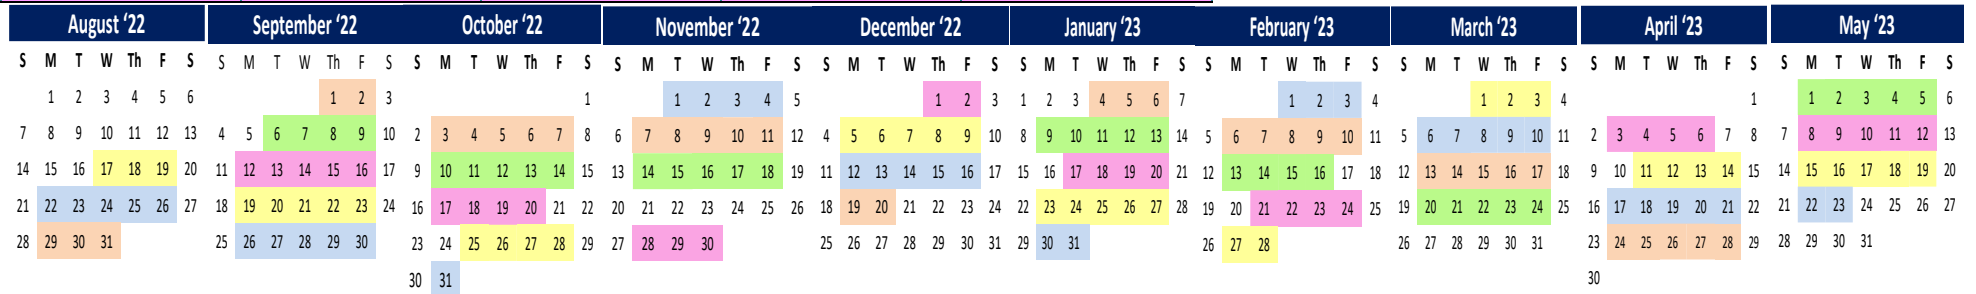 August ‘22 September ‘22 October ‘22 November ‘22 December ‘22 January ‘23 February ‘23 March ‘23 April ‘23 May ‘23
S M T W Th F S S M T W Th F S S M T W Th F S S M T W Th F S S M T W Th F S S M T W Th F S S M T W Th F S S M T W Th F S S M T W Th F S S M T W Th F S
1 2 3 4 5 6 1 2 3 1 1 2 3 4 5 1 2 3 1 2 3 4 5 6 7 1 2 3 4 1 2 3 4 1 1 2 3 4 5 6
7 8 9 10 11 12 13 4 5 6 7 8 9 10 2 3 4 5 6 7 8 6 7 8 9 10 11 12 4 5 6 7 8 9 10 8 9 10 11 12 13 14 5 6 7 8 9 10 11 5 6 7 8 9 10 11 2 3 4 5 6 7 8 7 8 9 10 11 12 13
14 15 16 17 18 19 20 11 12 13 14 15 16 17 9 10 11 12 13 14 15 13 14 15 16 17 18 19 11 12 13 14 15 16 17 15 16 17 18 19 20 21 12 13 14 15 16 17 18 12 13 14 15 16 17 18 9 10 11 12 13 14 15 14 15 16 17 18 19 20
21 22 23 24 25 26 27 18 19 20 21 22 23 24 16 17 18 19 20 21 22 20 21 22 23 24 25 26 18 19 20 21 22 23 24 22 23 24 25 26 27 28 19 20 21 22 23 24 25 19 20 21 22 23 24 25 16 17 18 19 20 21 22 21 22 23 24 25 26 27
28 29 30 31 25 26 27 28 29 30 23 24 25 26 27 28 29 27 28 29 30 25 26 27 28 29 30 31 29 30 31 26 27 28 26 27 28 29 30 31 23 24 25 26 27 28 29 28 29 30 31
30 31 30